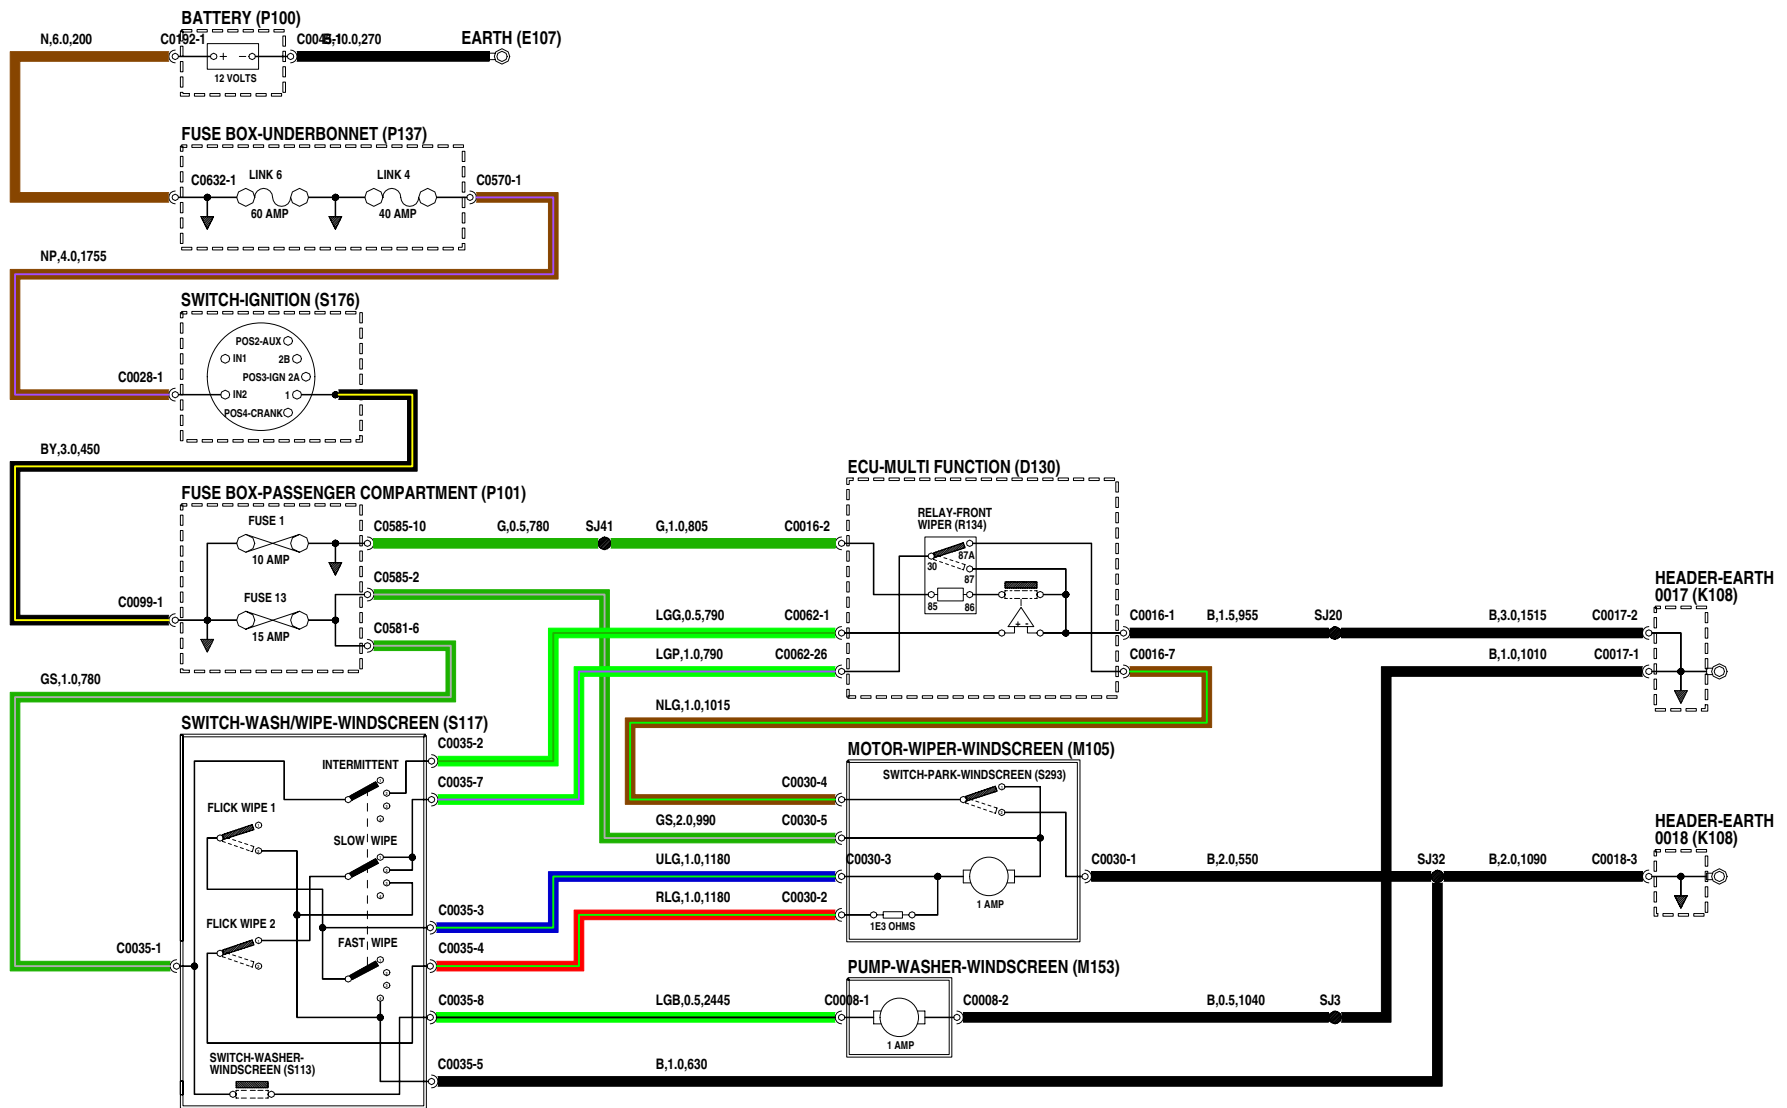 BATTERY (P100)
N,6.0,200
C0192-1
C0045-1
B,10.0,270
EARTH (E107)
+ -
12 VOLTS
FUSE BOX-UNDERBONNET (P137)
C0632-1
LINK 6
60 AMP
LINK 4
40 AMP
C0570-1
NP,4.0,1755
SWITCH-IGNITION (S176)
POS2-AUX
IN1
2B
POS3-IGN 2A
C0028-1
IN2
1
POS4-CRANK
BY,3.0,450
FUSE BOX-PASSENGER COMPARTMENT (P101)
FUSE 1
10 AMP
C0585-10
G,0.5,780
SJ41
G,1.0,805
C0016-2
C0585-2
C0099-1
FUSE 13
15 AMP
C0581-6
ECU-MULTI FUNCTION (D130)
RELAY-FRONT
WIPER (R134)
30
87A
87
85
86
+ -
LGG,0.5,790
C0062-1
LGP,1.0,790
C0062-26
C0016-1
B,1.5,955
SJ20
B,3.0,1515
C0017-2
C0016-7
B,1.0,1010
C0017-1
HEADER-EARTH
0017 (K108)
GS,1.0,780
NLG,1.0,1015
SWITCH-WASH/WIPE-WINDSCREEN (S117)
C0035-2
INTERMITTENT
C0035-7
FLICK WIPE 1
SLOW WIPE
C0035-3
FLICK WIPE 2
FAST WIPE
C0035-1
C0035-4
C0035-8
SWITCH-WASHER-
WINDSCREEN (S113)
C0035-5
MOTOR-WIPER-WINDSCREEN (M105)
SWITCH-PARK-WINDSCREEN (S293)
C0030-4
GS,2.0,990
C0030-5
ULG,1.0,1180
C0030-3
RLG,1.0,1180
C0030-2
1 AMP
1E3 OHMS
C0030-1
B,2.0,550
SJ32
B,2.0,1090
C0018-3
HEADER-EARTH
0018 (K108)
PUMP-WASHER-WINDSCREEN (M153)
LGB,0.5,2445
C0008-1
1 AMP
C0008-2
B,0.5,1040
SJ3
B,1.0,630